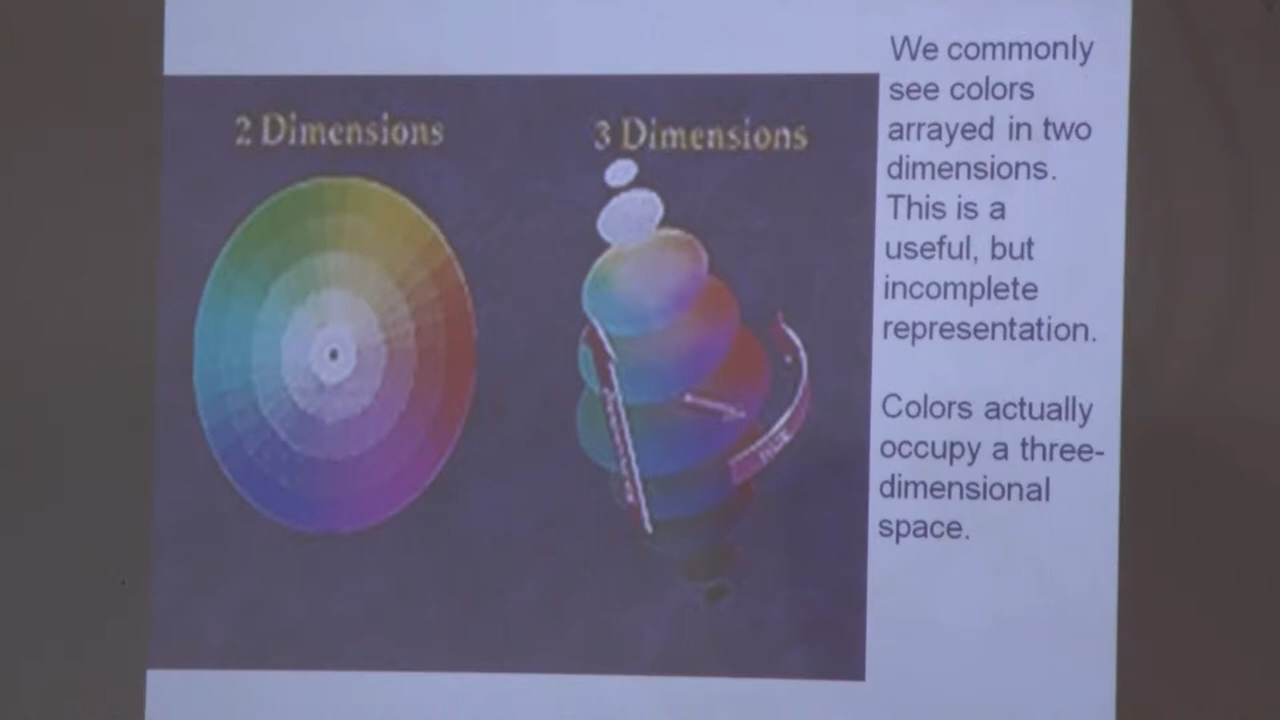 2 Dimensions
3 Dimensions
We commonly
see colors
arrayed in two
dimensions.
This is a
useful, but
incomplete
representation.
Colors actually
occupy a three-
dimensional
space.